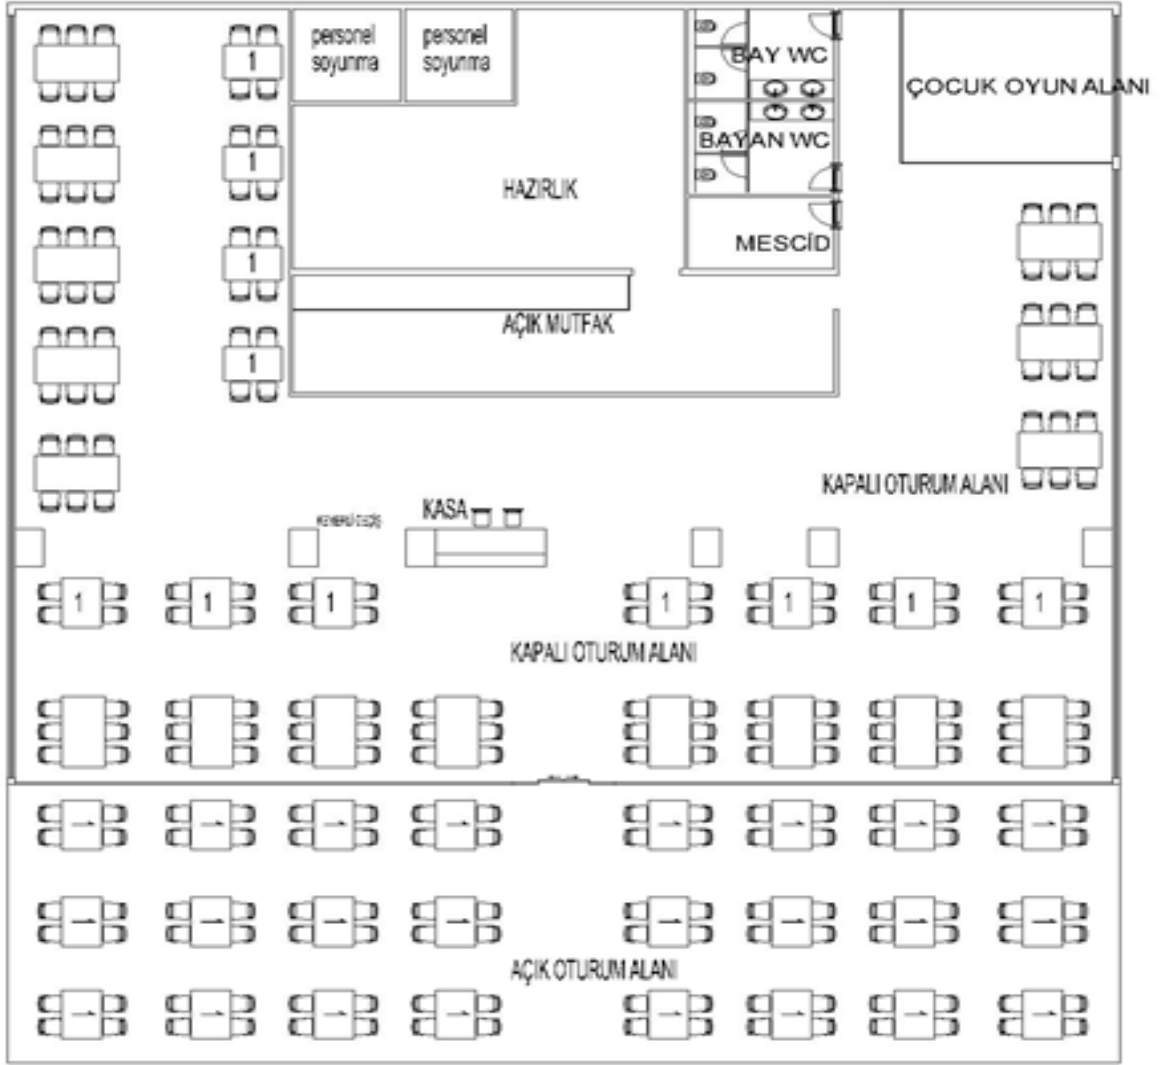 personel
soyunma
personel
soyunma
BAY WC
ÇOCUK OYUN ALANI
BAYAN WC
HAZIRLIK
MESCİD
AÇIK MUTFAK
1
1
1
1
KAPALI OTURUM ALANI
KASA
1
1
1
1
1
1
1
KAPALI OTURUM ALANI
AÇIK OTURUM ALANI